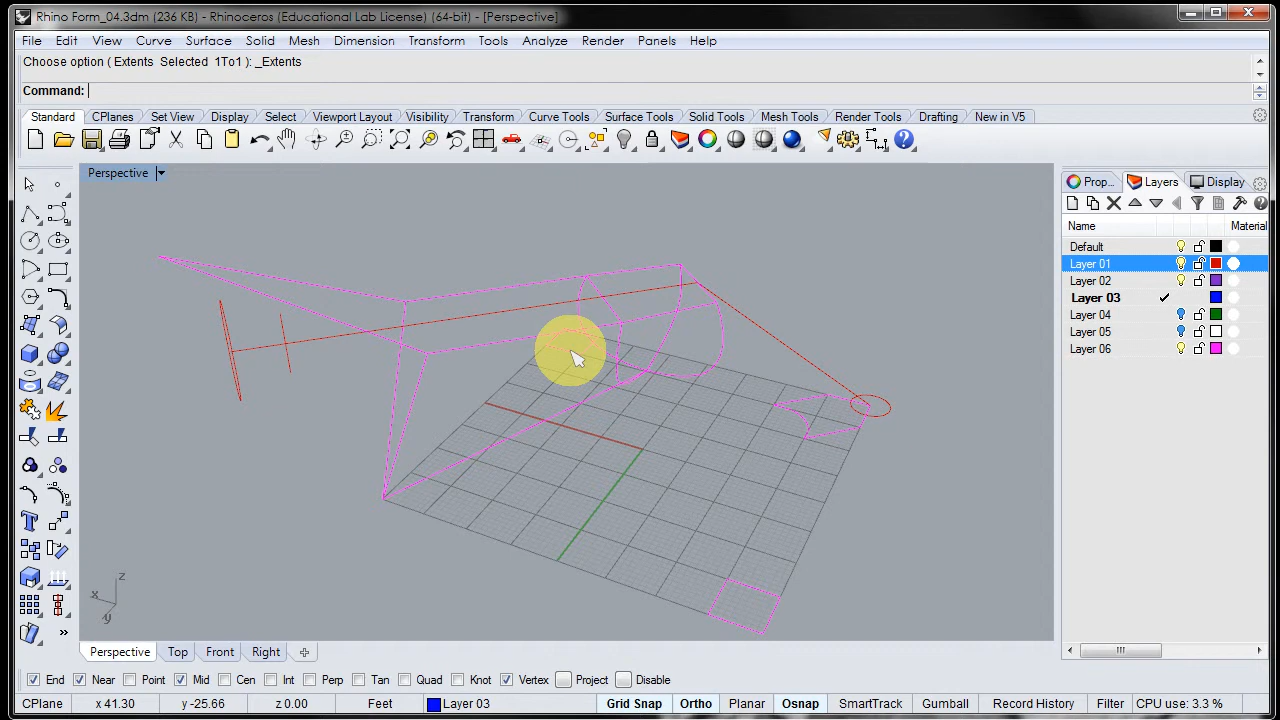 Rhino Form_04.3dm (236 KB) - Rhinoceros (Educational Lab License) (64-bit) - [Perspective]
File Edit View Curve Surface Solid Mesh Dimension Transform Tools Analyze Render Panels Help
Choose option ( Extents Selected 1To1 ): _Extents
Command:
Standard CPlanes Set View Display Select Viewport Layout Visibility Transform Curve Tools Surface Tools Solid Tools Mesh Tools Render Tools Drafting New in V5
Perspective
Prop... Layers Display
Name Material
Default
Layer 01
Layer 02
Layer 03
Layer 04
Layer 05
Layer 06
z
x
y
Perspective Top Front Right
End Near Point Mid Cen Int Perp Tan Quad Knot Vertex Project Disable
CPlane x 41.30 y -25.66 z 0.00 Feet Layer 03 Grid Snap Ortho Planar Osnap SmartTrack Gumball Record History Filter CPU use: 3.3 %